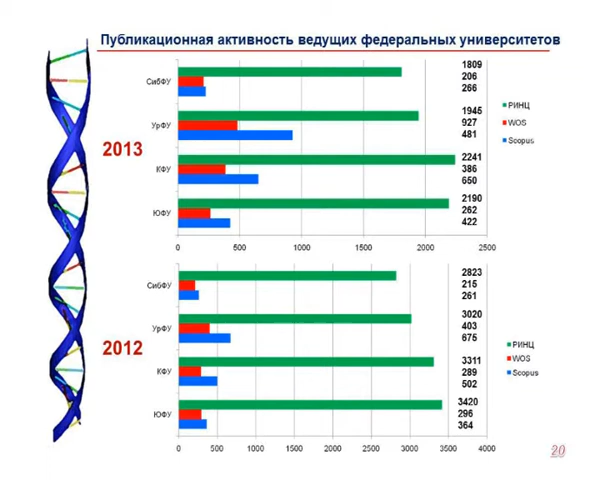 Публикационная активность ведущих федеральных университетов
2013
СибФУ
1809
206
266
УрФУ
1945
927
481
КФУ
2241
386
650
ЮФУ
2190
262
422
РИНЦ
WOS
Scopus
0 500 1000 1500 2000 2500
2012
СибФУ
2823
215
261
УрФУ
3020
403
675
КФУ
3311
289
502
ЮФУ
3420
296
364
РИНЦ
WOS
Scopus
0 500 1000 1500 2000 2500 3000 3500 4000
20